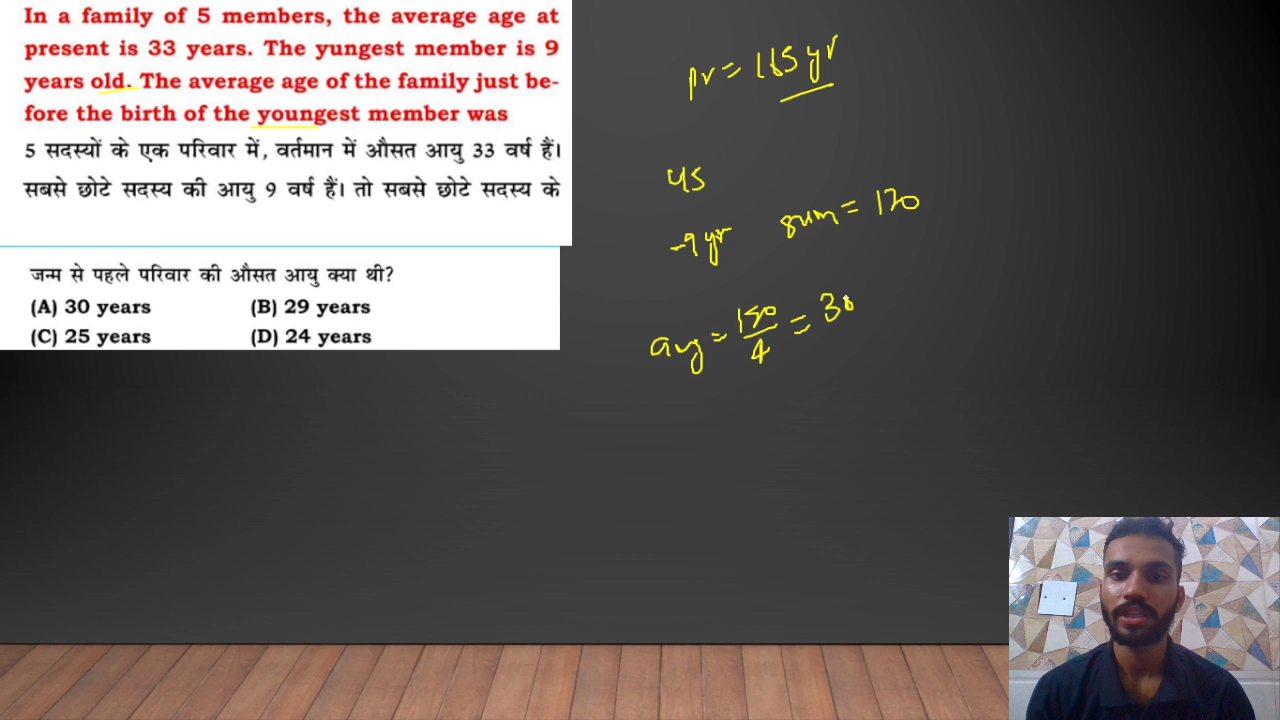 In a family of 5 members, the average age at
present is 33 years. The yungest member is 9
years old. The average age of the family just be-
fore the birth of the youngest member was
5 सदस्यों के एक परिवार में, वर्तमान में औसत आयु 33 वर्ष हैं।
सबसे छोटे सदस्य की आयु 9 वर्ष हैं। तो सबसे छोटे सदस्य के
जन्म से पहले परिवार की औसत आयु क्या थी?
(A) 30 years (B) 29 years
(C) 25 years (D) 24 years
pr = 165 yr
45
-9 yr sum = 120
avg = 120/4 = 30